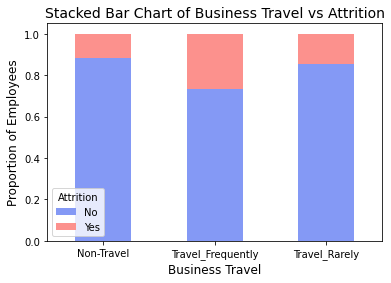 Stacked Bar Chart of Business Travel vs Attrition
Proportion of Employees
1.0
0.8
0.6
0.4
0.2
0.0
Attrition
No
Yes
Non-Travel
Travel_Frequently
Travel_Rarely
Business Travel